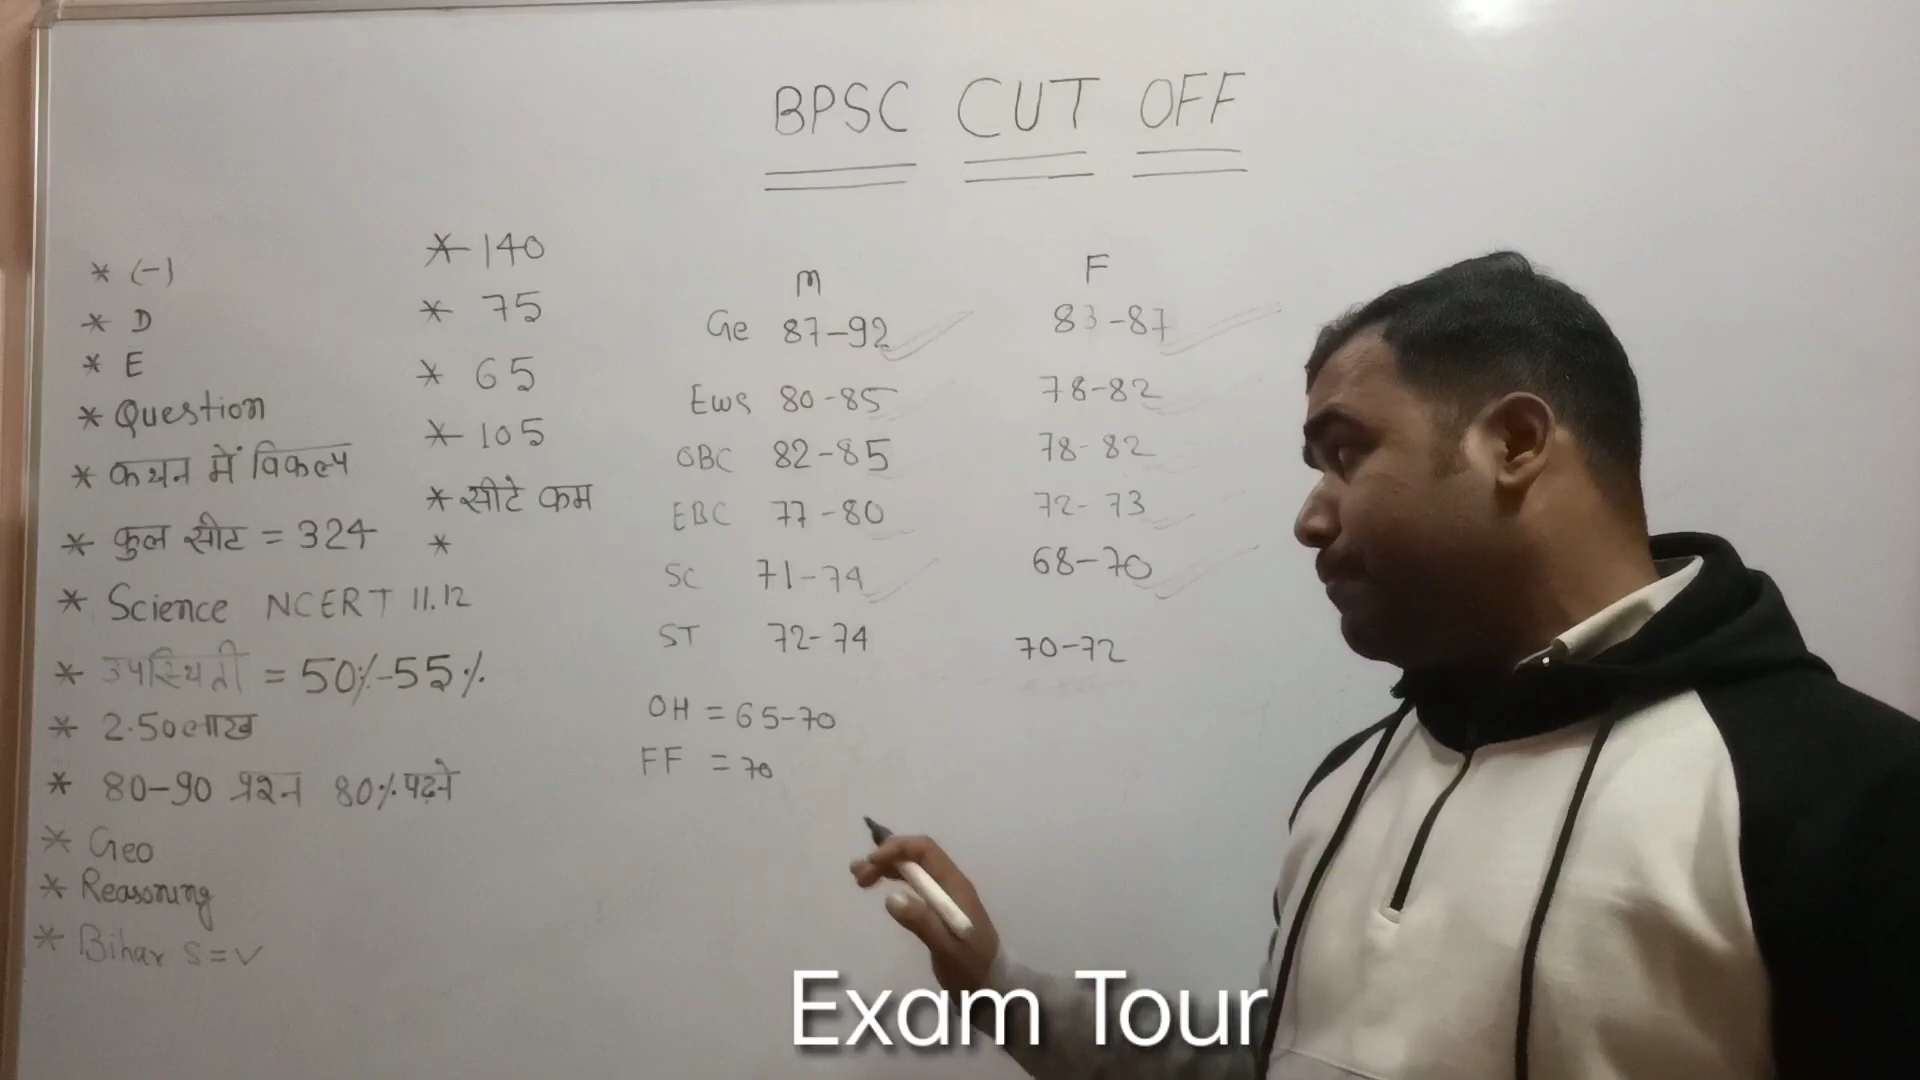 BPSC CUT OFF
* (-)
* D
* E
* Question
* कथन में विकल्प
* कुल सीट = 324
* Science NCERT 11.12
* उपस्थिती = 50%-55%
* 2.50 लाख
* 80-90 प्रश्न 80% पढ़ने
* Geo
* Reasoning
* Bihar S = V
* 140
* 75
* 65
* 105
* सीटे कम
*
M F
Ge 87-92 83-87
Ews 80-85 78-82
OBC 82-85 78-82
EBC 77-80 72-73
SC 71-74 68-70
ST 72-74 70-72
OH = 65-70
FF = 70
Exam Tour